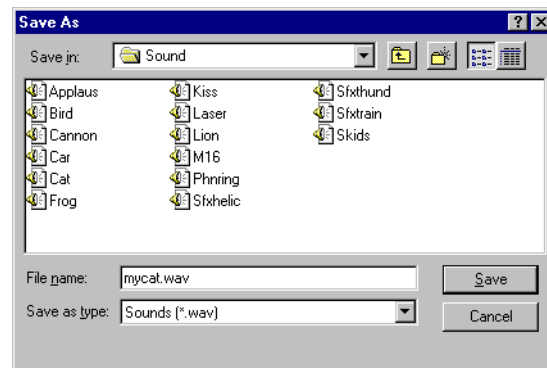 Save As
Save in: Sound
Applaus Kiss Sfxthund
Bird Laser Sfxtrain
Cannon Lion Skids
Car M16
Cat Phnring
Frog Sfxhelic
File name: mycat.wav Save
Save as type: Sounds (*.wav) Cancel